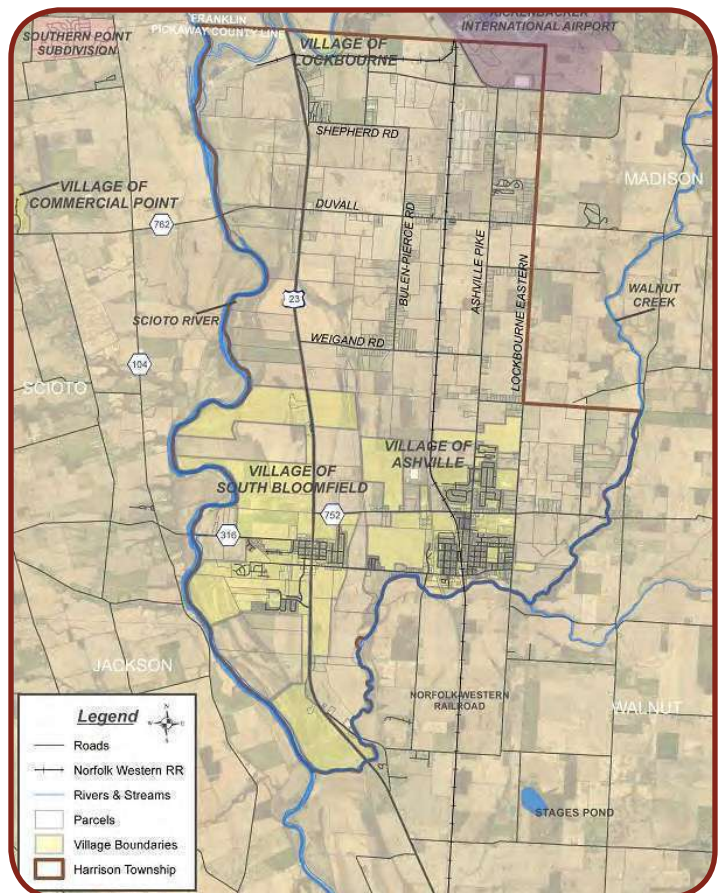 FRANKLIN
PICKAWAY COUNTY LINE
RICKENBACKER
INTERNATIONAL AIRPORT
SOUTHERN POINT
SUBDIVISION
VILLAGE OF
LOCKBOURNE
SHEPHERD RD
MADISON
VILLAGE OF
COMMERCIAL POINT
762
DUVALL
BULEN-PIERCE RD
ASHVILLE PIKE
LOCKBOURNE EASTERN
WALNUT
CREEK
23
SCIOTO RIVER
WEIGAND RD
104
SCIOTO
VILLAGE OF
ASHVILLE
VILLAGE OF
SOUTH BLOOMFIELD
752
316
JACKSON
NORFOLK WESTERN
RAILROAD
WALNUT
STAGES POND
Legend
N
W
E
S
Roads
Norfolk Western RR
Rivers & Streams
Parcels
Village Boundaries
Harrison Township